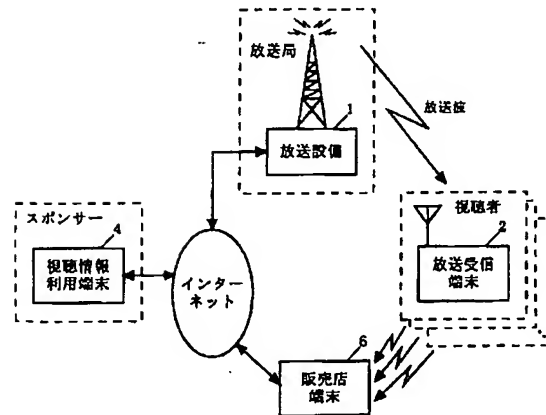 放送局
1
放送設備
放送波
スポンサー
4
視聴情報
利用端末
インター
ネット
視聴者
2
放送受信
端末
6
販売店
端末